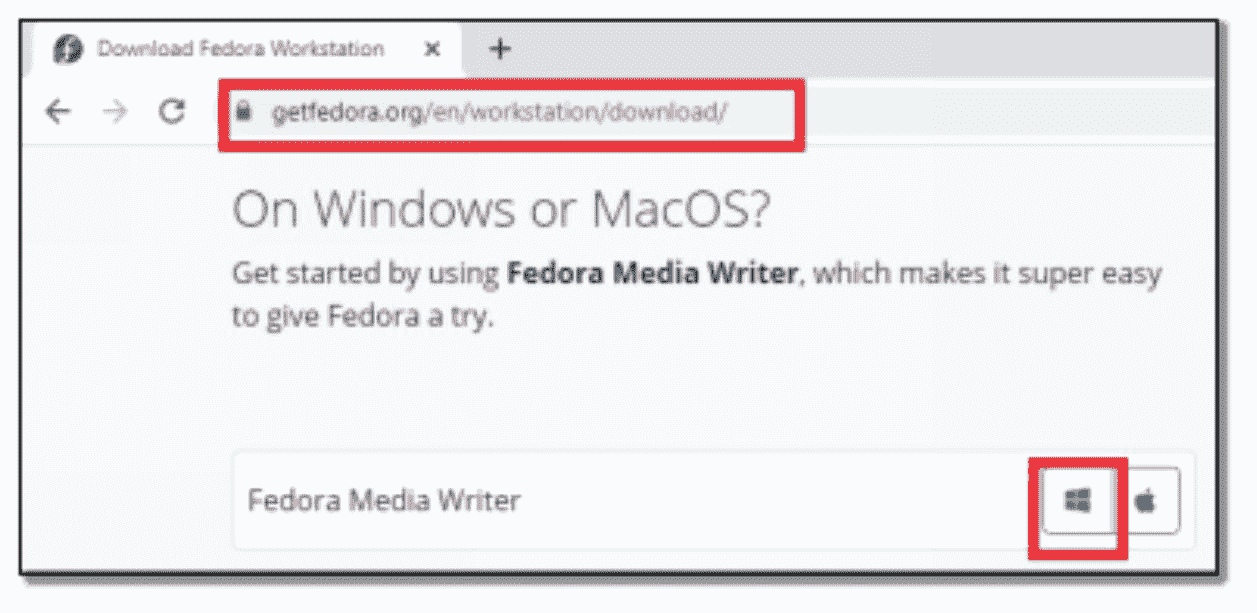 Download Fedora Workstation
getfedora.org/en/workstation/download/
On Windows or MacOS?
Get started by using Fedora Media Writer, which makes it super easy
to give Fedora a try.
Fedora Media Writer